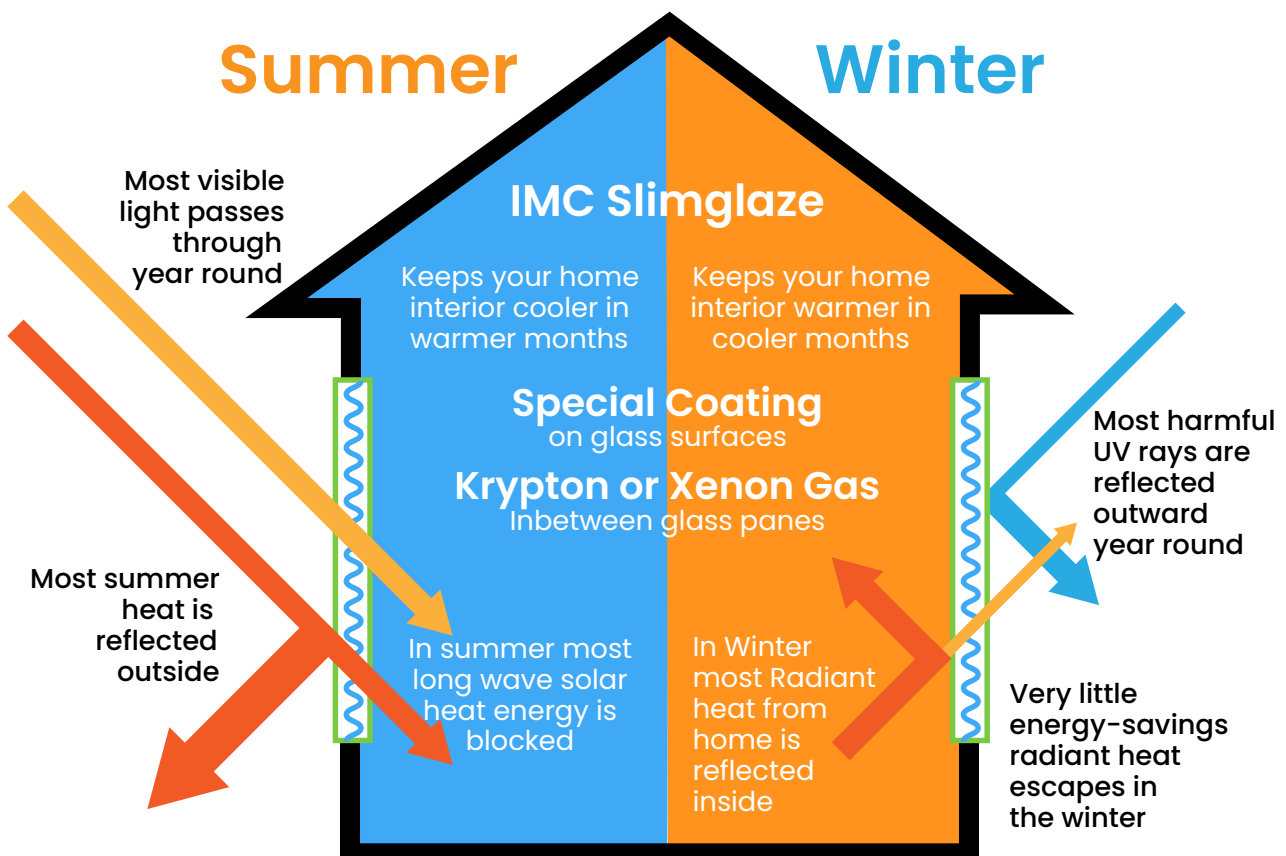 Summer
Winter
Most visible
light passes
through
year round
IMC Slimglaze
Keeps your home
interior cooler in
warmer months
Keeps your home
interior warmer in
cooler months
Special Coating
on glass surfaces
Krypton or Xenon Gas
Inbetween glass panes
Most harmful
UV rays are
reflected
outward
year round
Most summer
heat is
reflected
outside
In summer most
long wave solar
heat energy is
blocked
In Winter
most Radiant
heat from
home is
reflected
inside
Very little
energy-savings
radiant heat
escapes in
the winter